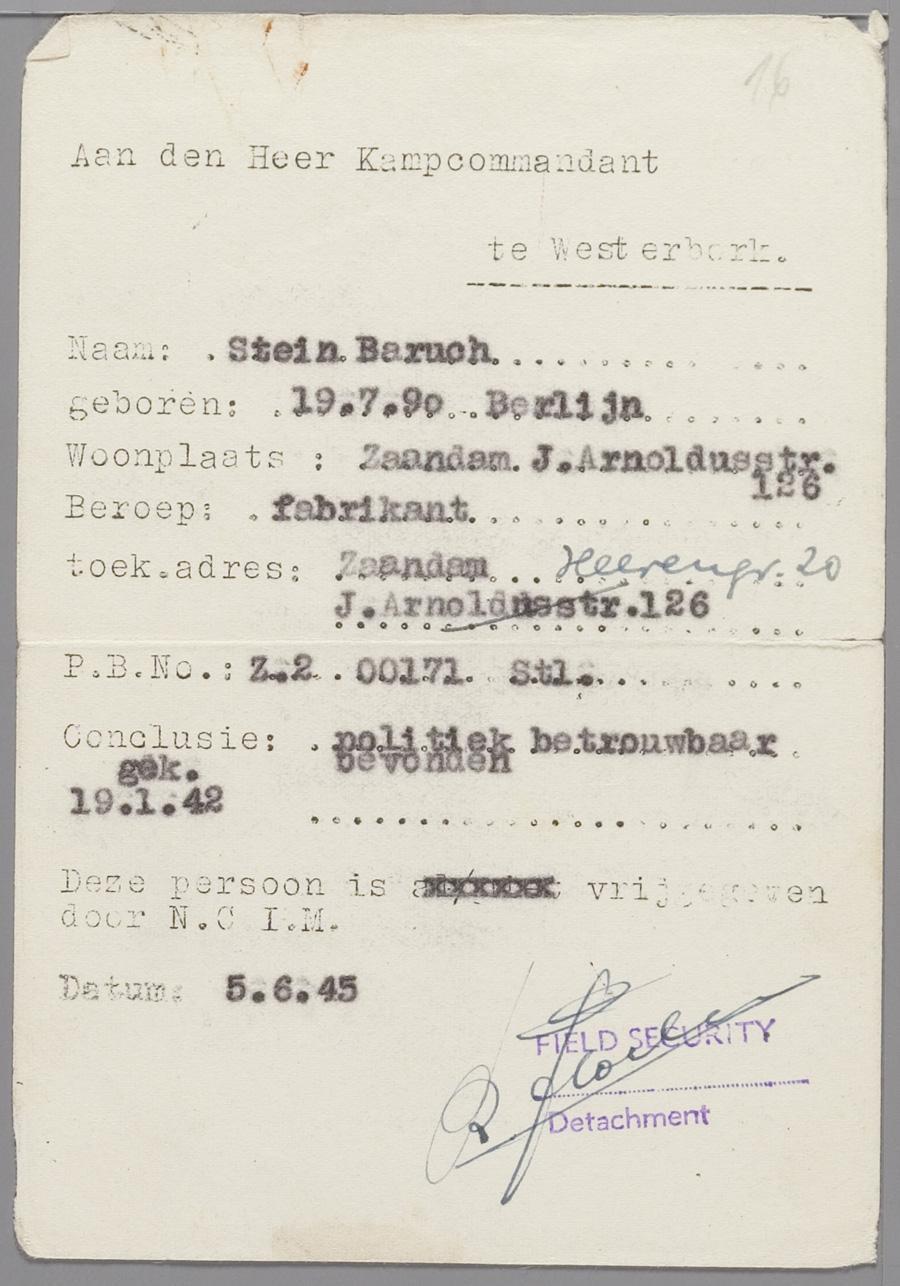 16
Aan den Heer Kampcommandant
te Westerbork.
Naam: . Stein Baruch
geboren: 19.7.90 Berlijn
Woonplaats : Zaandam. J.Arnoldusstr.
126
Beroep: . fabrikant
toek.adres: Zaandam Heerengr. 20
J.Arnoldusstr.126
P.B.No.: Z.2 . 00171. Stl.
Conclusie: . politiek betrouwbaar
gek. bevonden
19.1.42
Deze persoon is vrijgegeven
door N.C I.M.
Datum: 5.6.45
FIELD SECURITY
Detachment